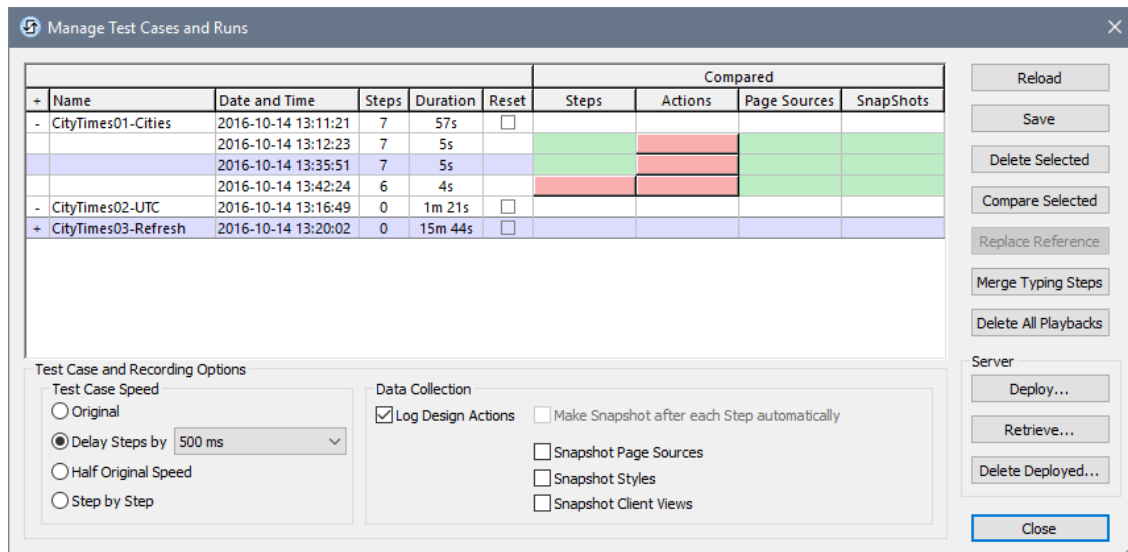 Manage Test Cases and Runs
Compared
+ Name Date and Time Steps Duration Reset Steps Actions Page Sources SnapShots
- CityTimes01-Cities 2016-10-14 13:11:21 7 57s
2016-10-14 13:12:23 7 5s
2016-10-14 13:35:51 7 5s
2016-10-14 13:42:24 6 4s
- CityTimes02-UTC 2016-10-14 13:16:49 0 1m 21s
+ CityTimes03-Refresh 2016-10-14 13:20:02 0 15m 44s
Reload
Save
Delete Selected
Compare Selected
Replace Reference
Merge Typing Steps
Delete All Playbacks
Server
Deploy...
Retrieve...
Delete Deployed...
Close
Test Case and Recording Options
Test Case Speed
Original
Delay Steps by 500 ms
Half Original Speed
Step by Step
Data Collection
Log Design Actions Make Snapshot after each Step automatically
Snapshot Page Sources
Snapshot Styles
Snapshot Client Views